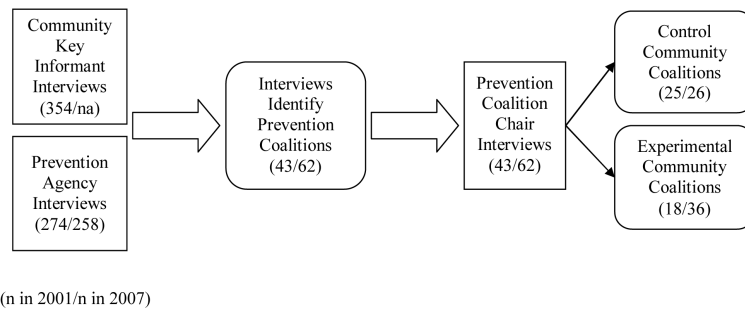 Community
Key
Informant
Interviews
(354/na)
Prevention
Agency
Interviews
(274/258)
Interviews
Identify
Prevention
Coalitions
(43/62)
Prevention
Coalition
Chair
Interviews
(43/62)
Control
Community
Coalitions
(25/26)
Experimental
Community
Coalitions
(18/36)
(n in 2001/n in 2007)